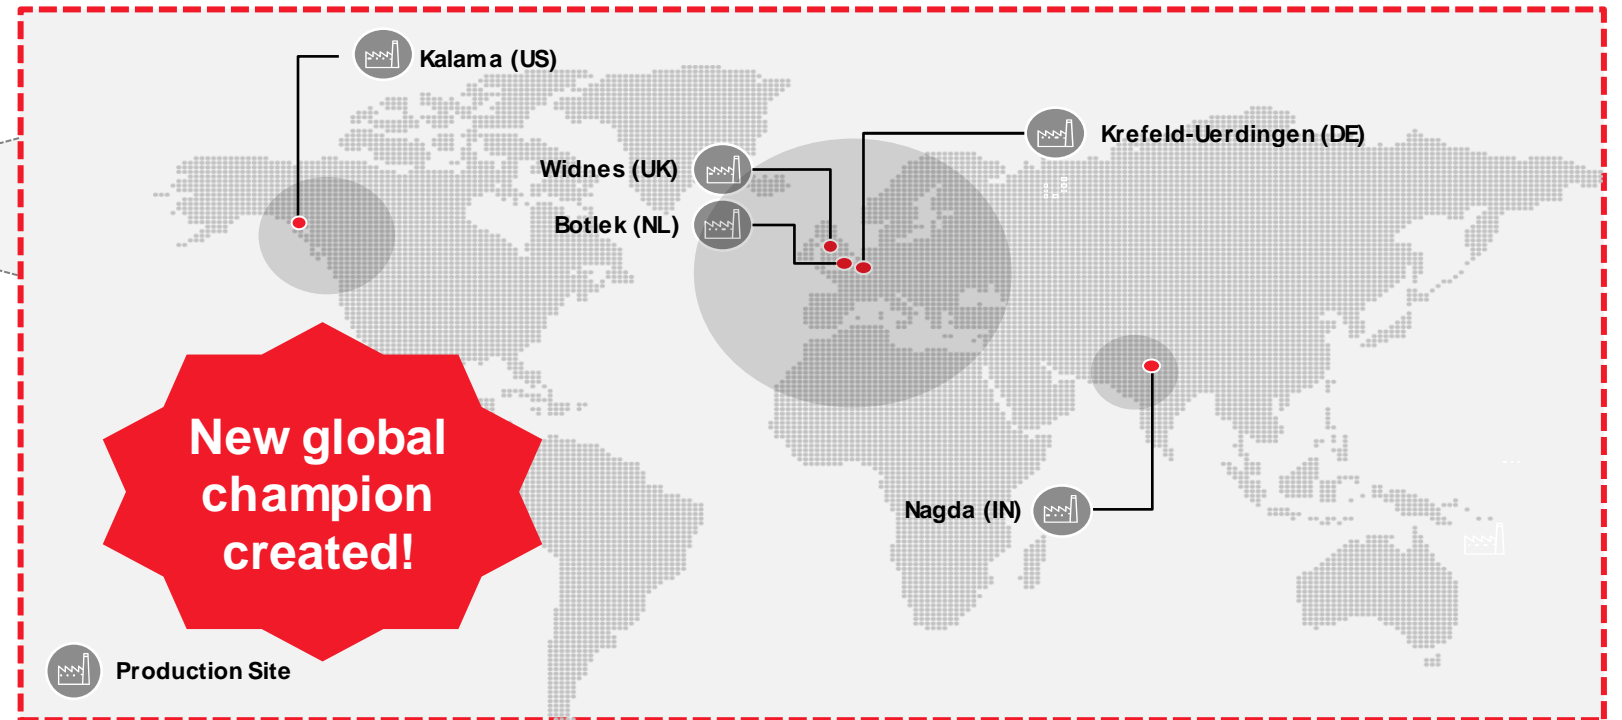 Kalama (US)
Krefeld-Uerdingen (DE)
Widnes (UK)
Botlek (NL)
New global
champion
created!
Nagda (IN)
Production Site